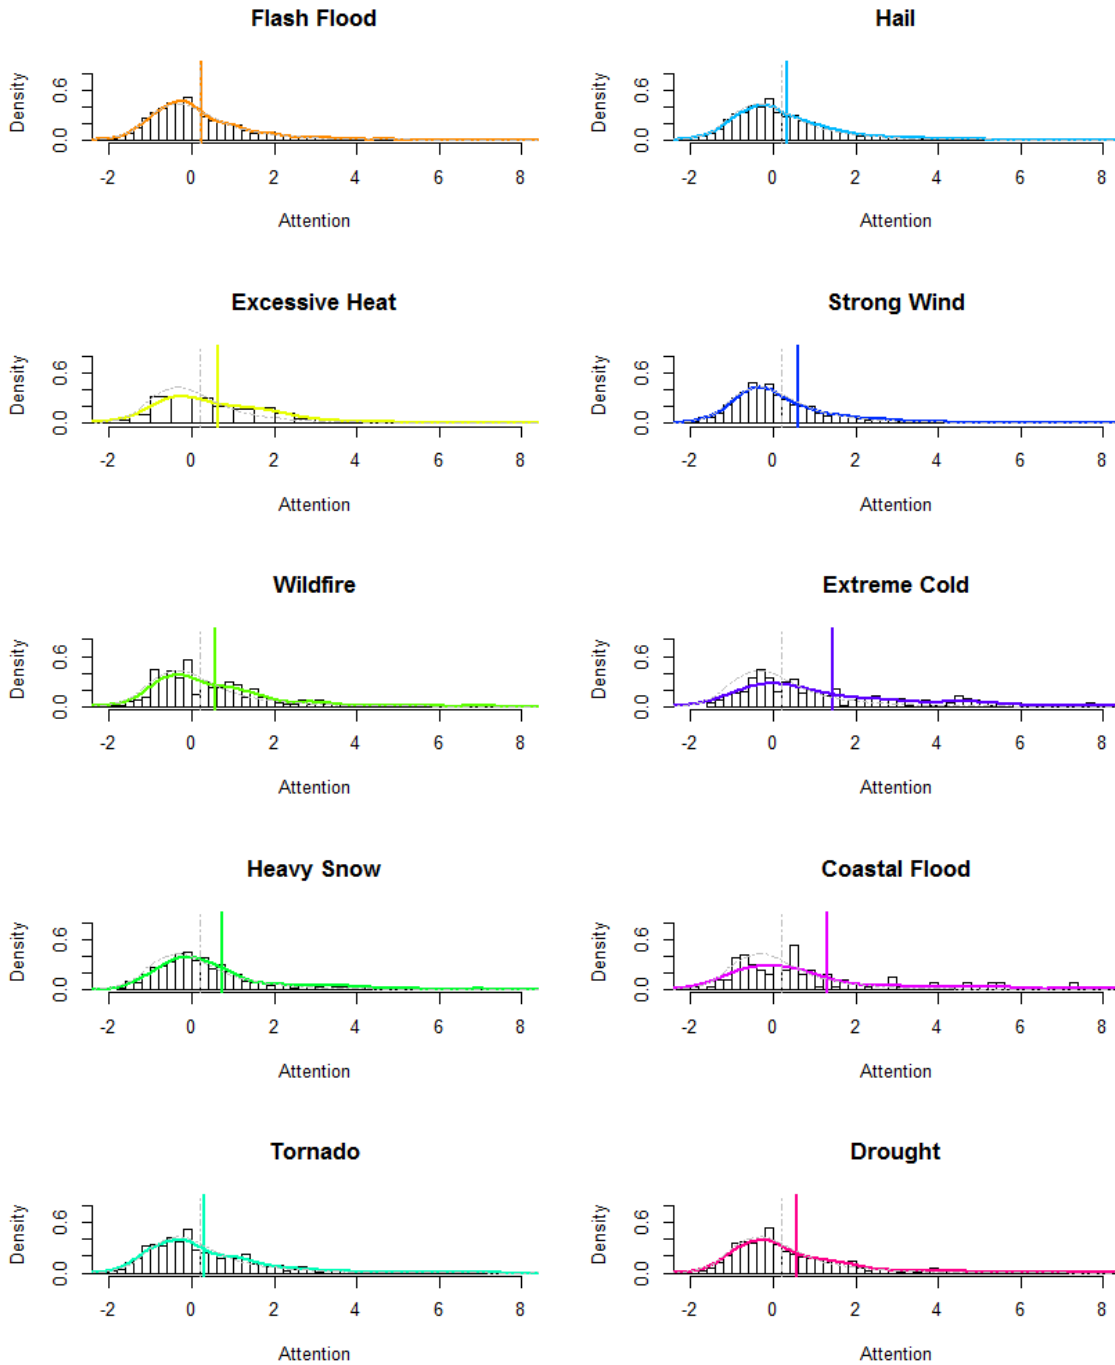 Flash Flood
Density
0.0 0.6
-2 0 2 4 6 8
Attention
Hail
Density
0.0 0.6
-2 0 2 4 6 8
Attention
Excessive Heat
Density
0.0 0.6
-2 0 2 4 6 8
Attention
Strong Wind
Density
0.0 0.6
-2 0 2 4 6 8
Attention
Wildfire
Density
0.0 0.6
-2 0 2 4 6 8
Attention
Extreme Cold
Density
0.0 0.6
-2 0 2 4 6 8
Attention
Heavy Snow
Density
0.0 0.6
-2 0 2 4 6 8
Attention
Coastal Flood
Density
0.0 0.6
-2 0 2 4 6 8
Attention
Tornado
Density
0.0 0.6
-2 0 2 4 6 8
Attention
Drought
Density
0.0 0.6
-2 0 2 4 6 8
Attention